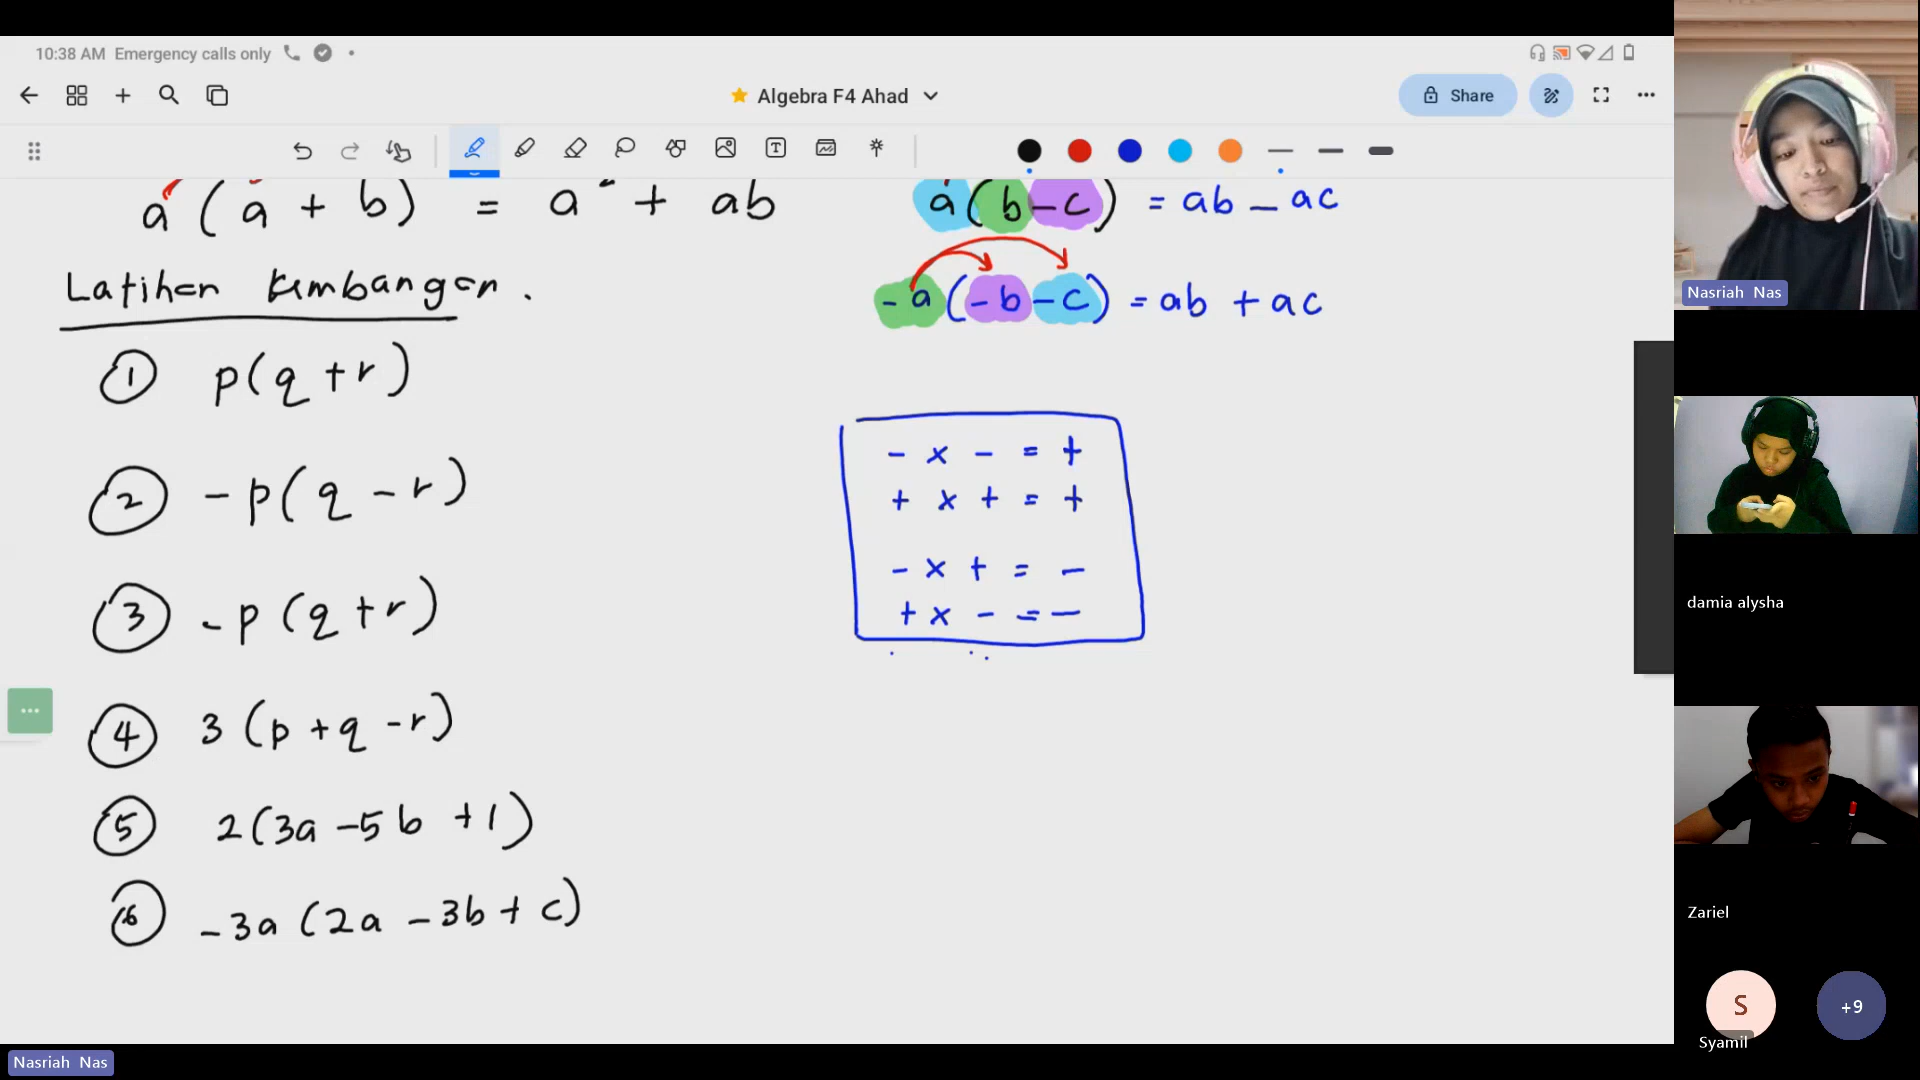 10:38 AM Emergency calls only
Algebra F4 Ahad
Share
a(a + b) = a² + ab
a(b-c) = ab - ac
-a(-b-c) = ab + ac
Latihan kembangan.
① p(q+r)
② -p(q-r)
③ -p(q+r)
④ 3(p+q-r)
⑤ 2(3a-5b+1)
⑥ -3a(2a-3b+c)
- x - = +
+ x + = +
- x + = -
+ x - = -
Nasriah Nas
damia alysha
Zariel
S
+9
Syamil
Nasriah Nas